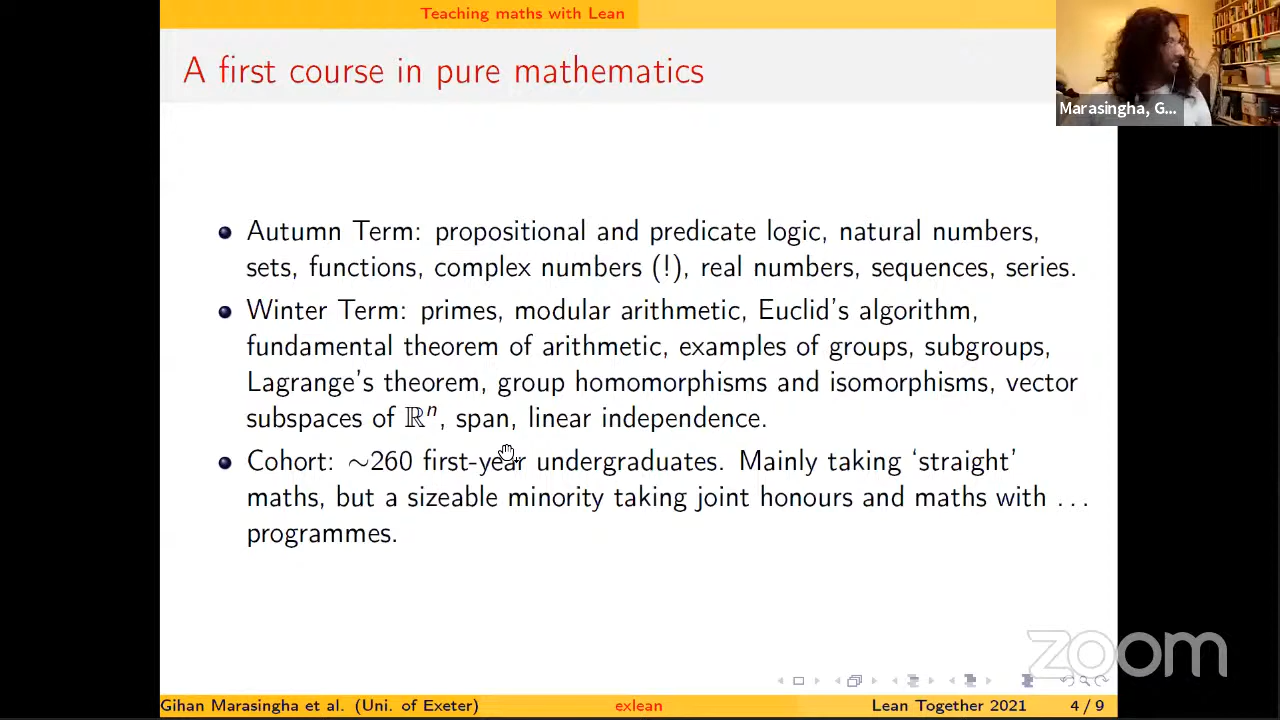 Teaching maths with Lean
A first course in pure mathematics
Marasingha, G...
Autumn Term: propositional and predicate logic, natural numbers,
sets, functions, complex numbers (!), real numbers, sequences, series.
Winter Term: primes, modular arithmetic, Euclid's algorithm,
fundamental theorem of arithmetic, examples of groups, subgroups,
Lagrange's theorem, group homomorphisms and isomorphisms, vector
subspaces of ℝⁿ, span, linear independence.
Cohort: ~260 first-year undergraduates. Mainly taking ‘straight’
maths, but a sizeable minority taking joint honours and maths with ...
programmes.
zoom
Gihan Marasingha et al. (Uni. of Exeter) exlean Lean Together 2021 4 / 9